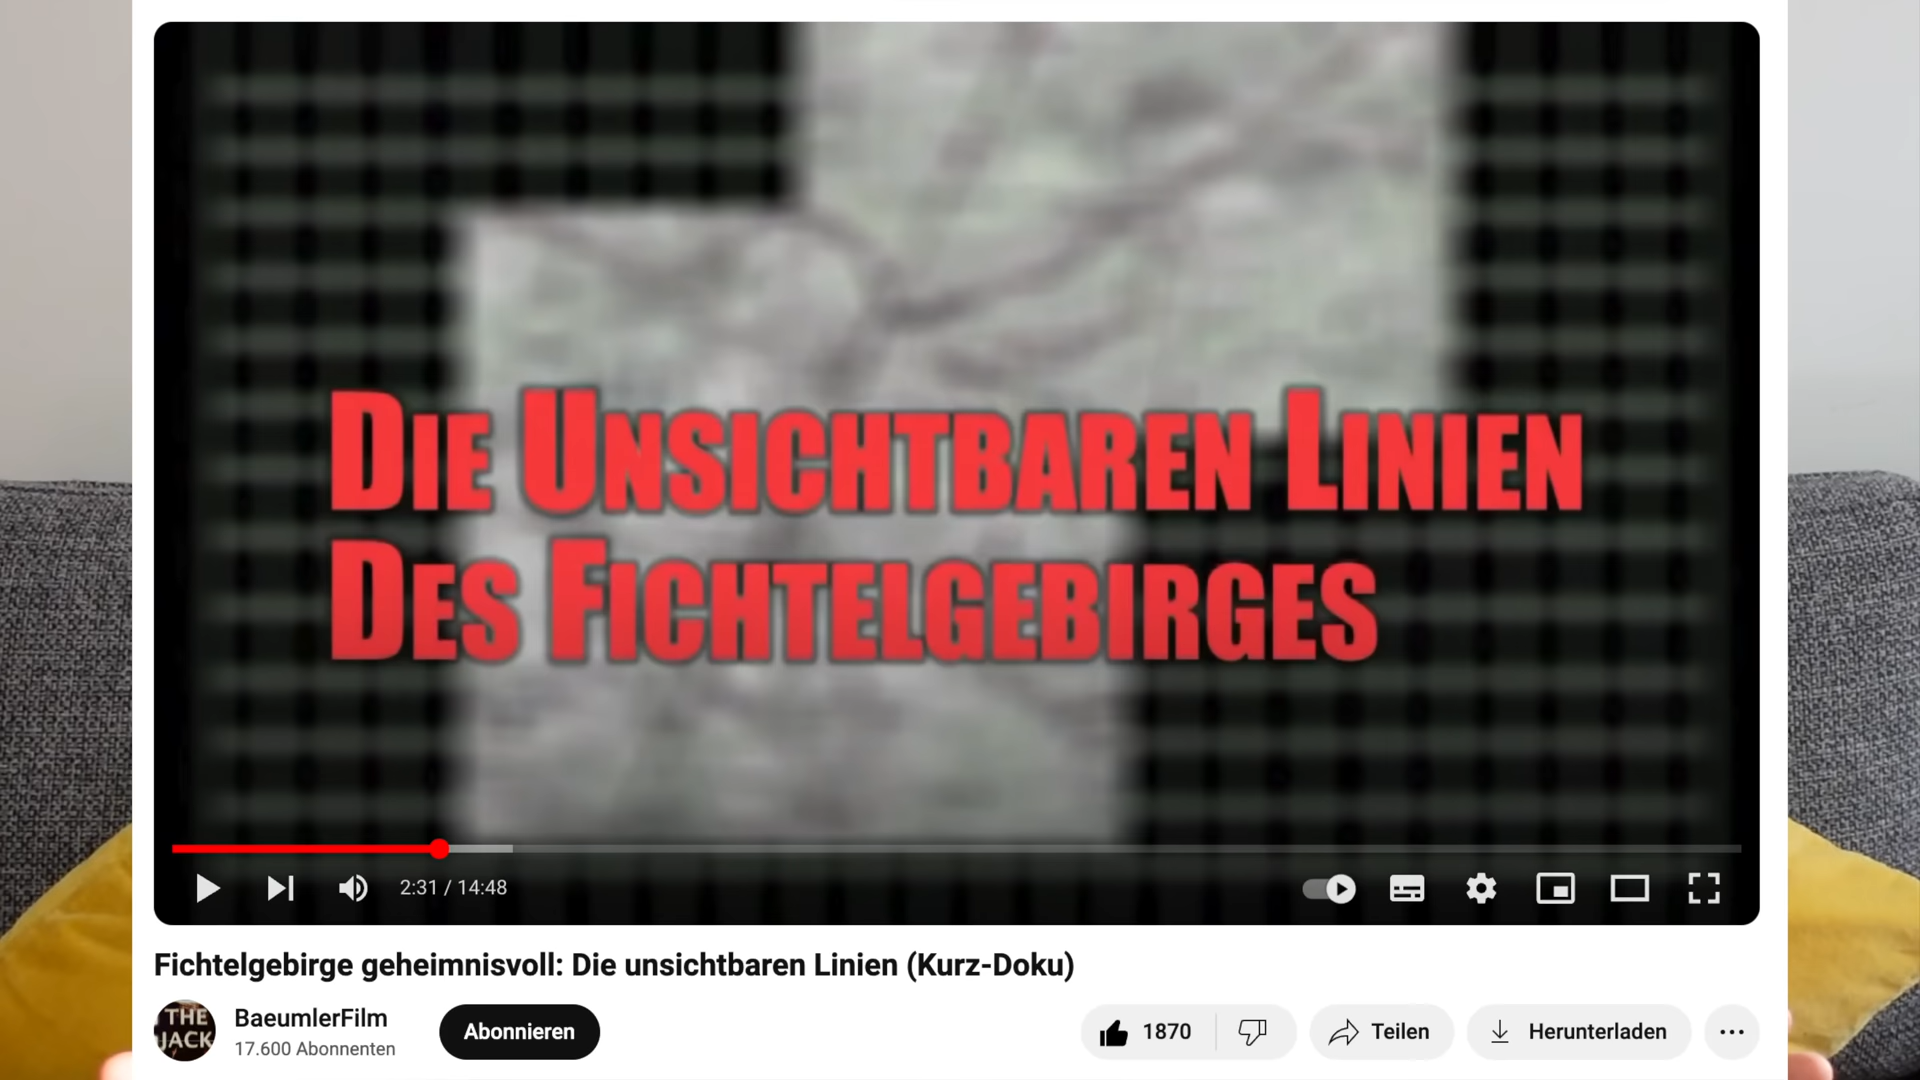 DIE UNSICHTBAREN LINIEN
DES FICHTELGEBIRGES
2:31 / 14:48
Fichtelgebirge geheimnisvoll: Die unsichtbaren Linien (Kurz-Doku)
THE
JACK
BaeumlerFilm
17.600 Abonnenten
Abonnieren
1870
Teilen
Herunterladen